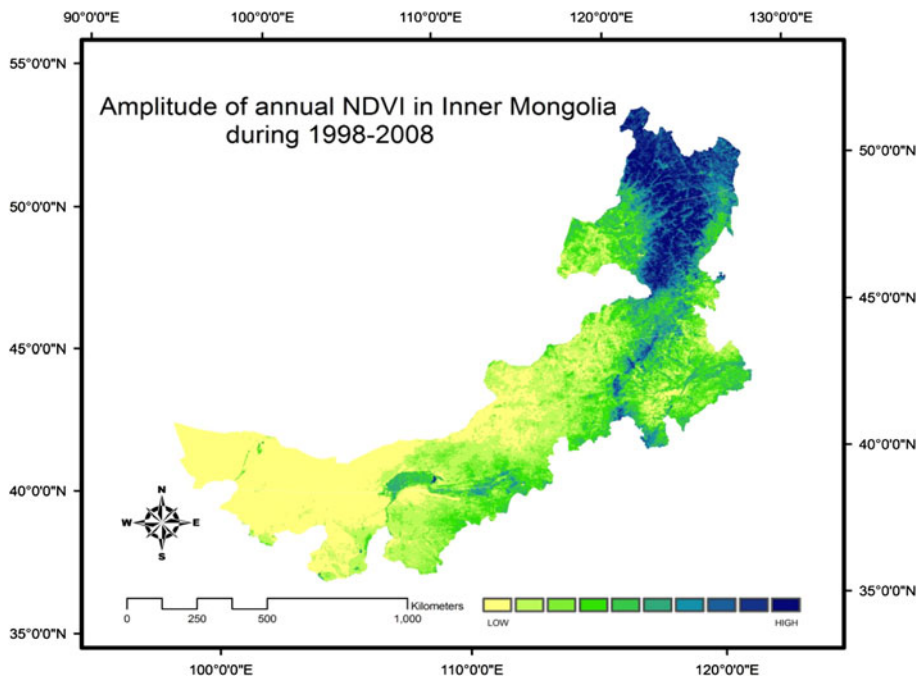 90°0'0"E 100°0'0"E 110°0'0"E 120°0'0"E 130°0'0"E
55°0'0"N
Amplitude of annual NDVI in Inner Mongolia
during 1998-2008
50°0'0"N
50°0'0"N
45°0'0"N
45°0'0"N
40°0'0"N
40°0'0"N
N
W E
S
35°0'0"N
Kilometers
0 250 500 1,000
LOW HIGH
35°0'0"N
100°0'0"E 110°0'0"E 120°0'0"E